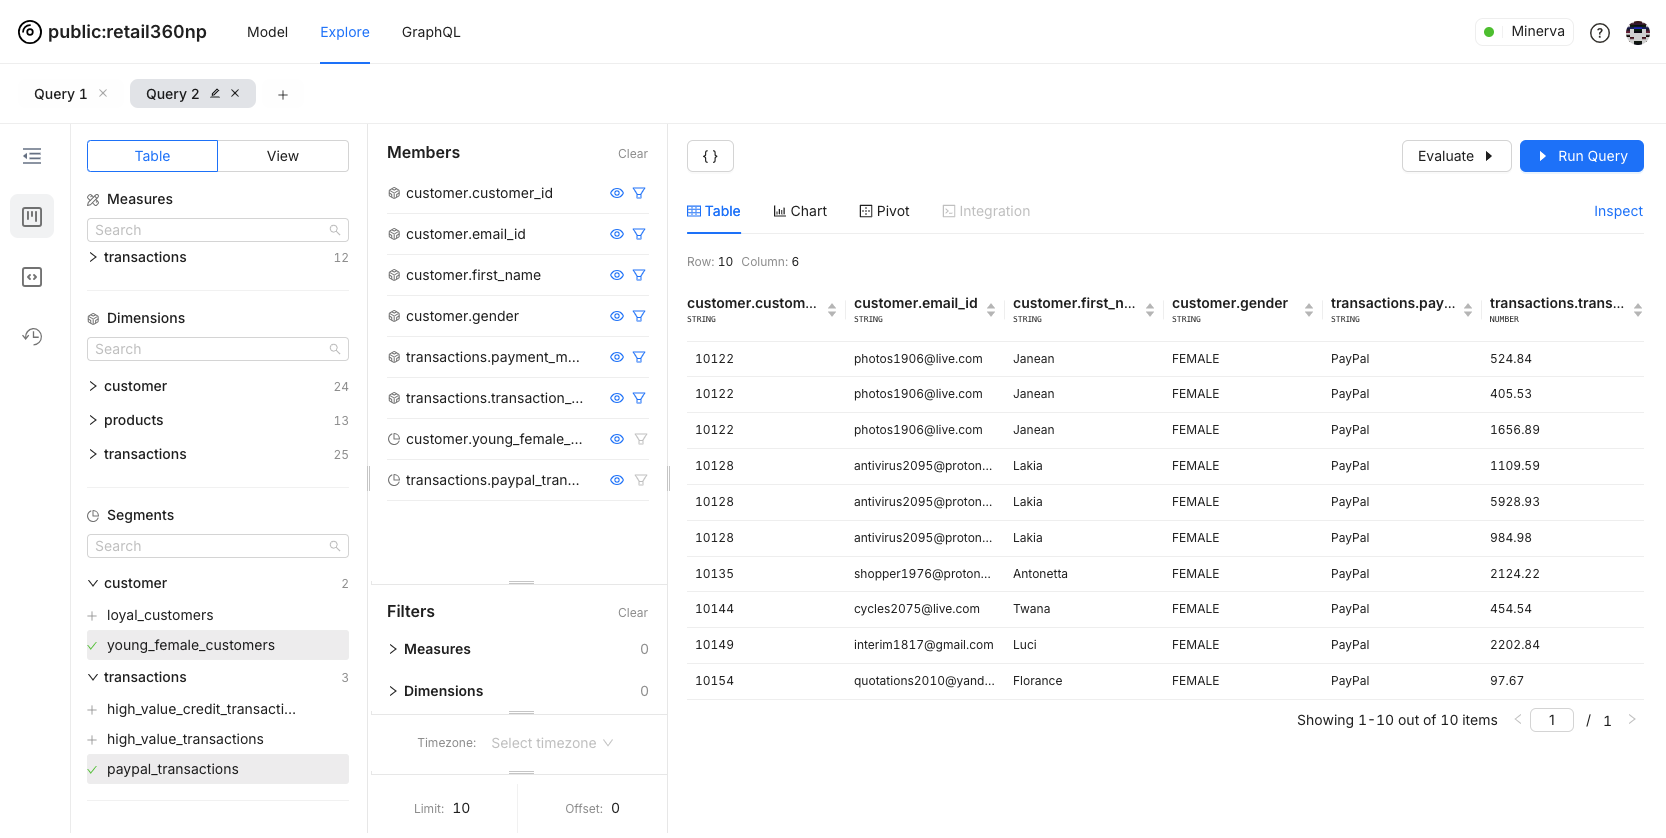 public:retail360np Model Explore GraphQL Minerva
Query 1 Query 2
Table View
Measures
Search
transactions 12
Dimensions
Search
customer 24
products 13
transactions 25
Segments
Search
customer 2
loyal_customers
young_female_customers
transactions 3
high_value_credit_transacti...
high_value_transactions
paypal_transactions
Members Clear
customer.customer_id
customer.email_id
customer.first_name
customer.gender
transactions.payment_m...
transactions.transaction_...
customer.young_female_...
transactions.paypal_tran...
Filters Clear
Measures 0
Dimensions 0
Timezone: Select timezone
Limit: 10 Offset: 0
{ } Evaluate Run Query
Table Chart Pivot Integration Inspect
Row: 10 Column: 6
customer.custom... customer.email_id customer.first_n... customer.gender transactions.pay... transactions.trans...
STRING STRING STRING STRING STRING NUMBER
10122 photos1906@live.com Janean FEMALE PayPal 524.84
10122 photos1906@live.com Janean FEMALE PayPal 405.53
10122 photos1906@live.com Janean FEMALE PayPal 1656.89
10128 antivirus2095@proton... Lakia FEMALE PayPal 1109.59
10128 antivirus2095@proton... Lakia FEMALE PayPal 5928.93
10128 antivirus2095@proton... Lakia FEMALE PayPal 984.98
10135 shopper1976@proton... Antonetta FEMALE PayPal 2124.22
10144 cycles2075@live.com Twana FEMALE PayPal 454.54
10149 interim1817@gmail.com Luci FEMALE PayPal 2202.84
10154 quotations2010@yand... Florance FEMALE PayPal 97.67
Showing 1-10 out of 10 items 1 / 1